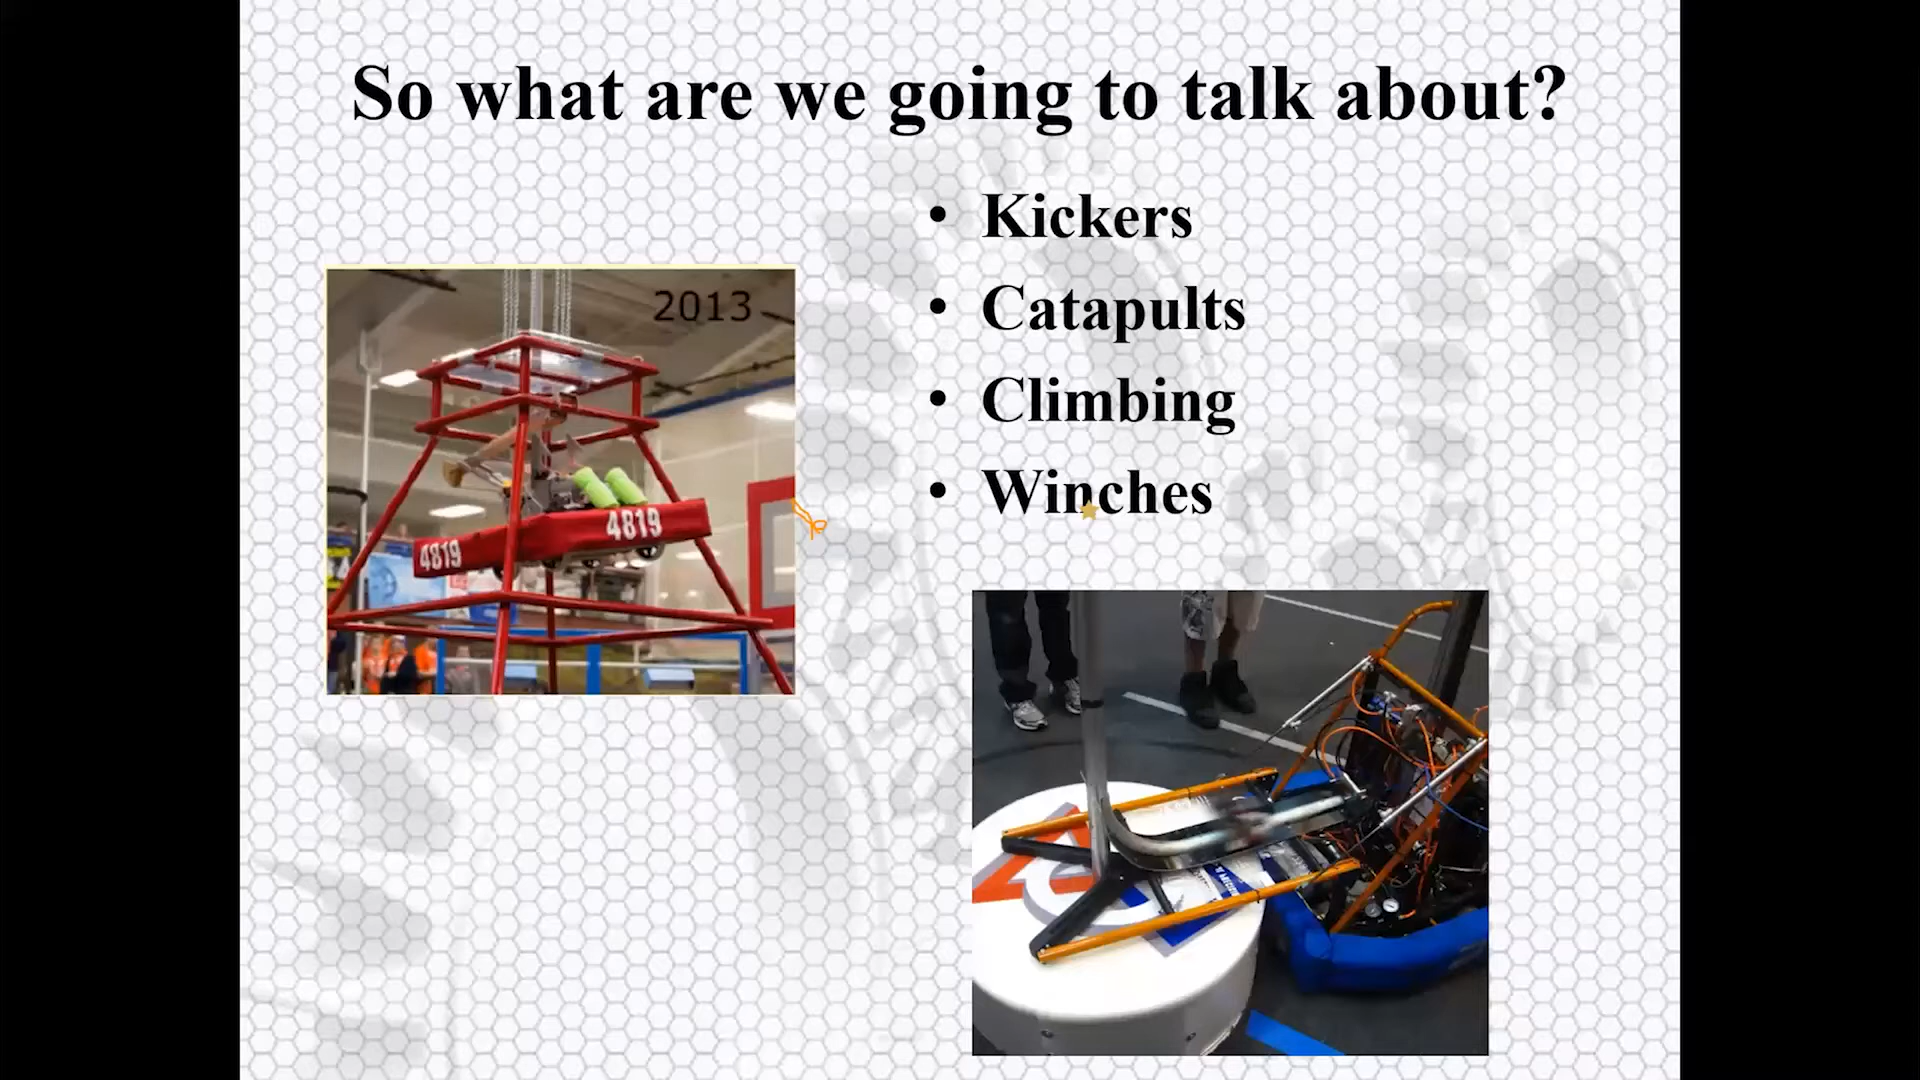 So what are we going to talk about?
• Kickers
• Catapults
• Climbing
• Winches
2013
4819
4819